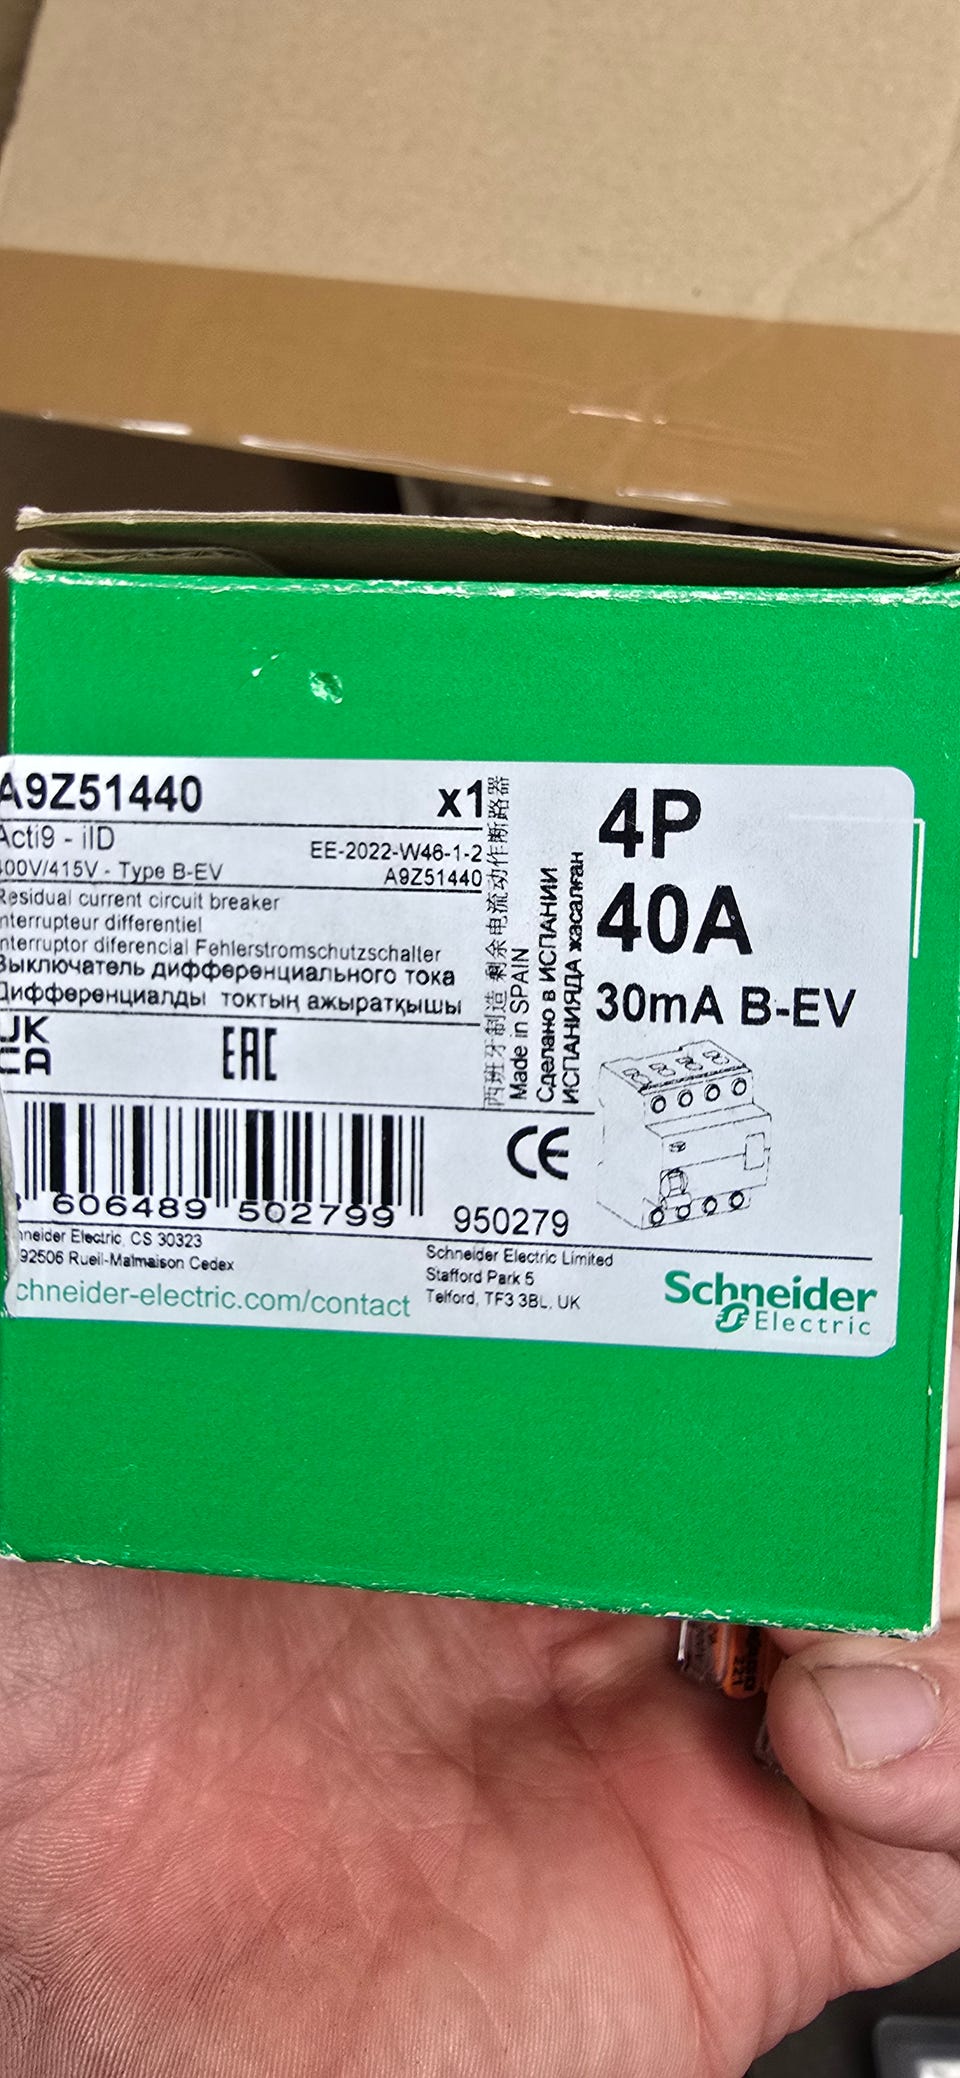 A9Z51440 x1
Acti9 - iID
EE-2022-W46-1-2
400V/415V - Type B-EV
A9Z51440
Residual current circuit breaker
Interrupteur differentiel
Interruptor diferencial Fehlerstromschutzschalter
Выключатель дифференциального тока
Дифференциалды токтың ажыратқышы
西班牙制造 剩余电流动作断路器
Made in SPAIN
Сделано в ИСПАНИИ
ИСПАНИЯДА жасалған
4P
40A
30mA B-EV
UK
CA
EAC
CE
606489 502799
950279
Schneider Electric, CS 30323
92506 Rueil-Malmaison Cedex
chneider-electric.com/contact
Schneider Electric Limited
Stafford Park 5
Telford, TF3 3BL, UK
Schneider
Electric